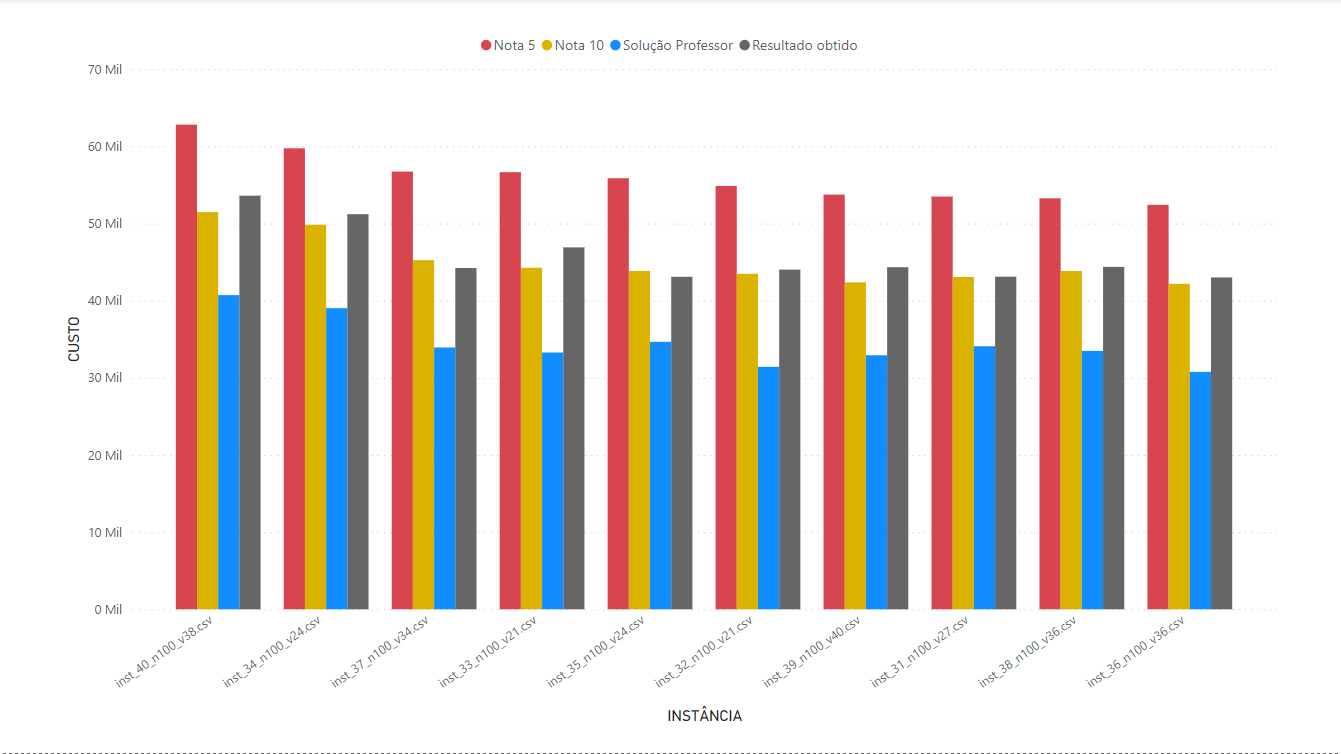 Nota 5 Nota 10 Solução Professor Resultado obtido
70 Mil
60 Mil
50 Mil
40 Mil
30 Mil
20 Mil
10 Mil
0 Mil
CUSTO
inst_40_n100_v38.csv
inst_34_n100_v24.csv
inst_37_n100_v34.csv
inst_33_n100_v21.csv
inst_35_n100_v24.csv
inst_32_n100_v21.csv
inst_39_n100_v40.csv
inst_31_n100_v27.csv
inst_38_n100_v36.csv
inst_36_n100_v36.csv
INSTÂNCIA